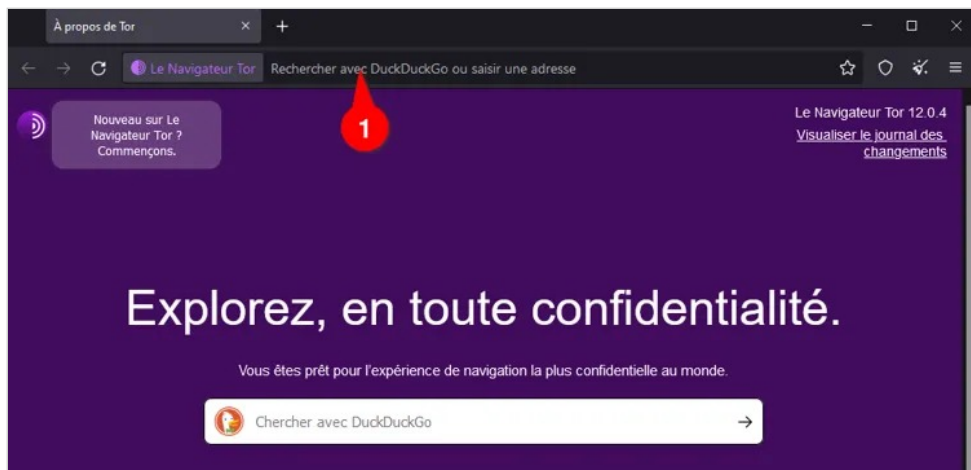 À propos de Tor
Le Navigateur Tor Rechercher avec DuckDuckGo ou saisir une adresse
1
Nouveau sur Le
Navigateur Tor ?
Commençons.
Le Navigateur Tor 12.0.4
Visualiser le journal des
changements
Explorez, en toute confidentialité.
Vous êtes prêt pour l'expérience de navigation la plus confidentielle au monde.
Chercher avec DuckDuckGo